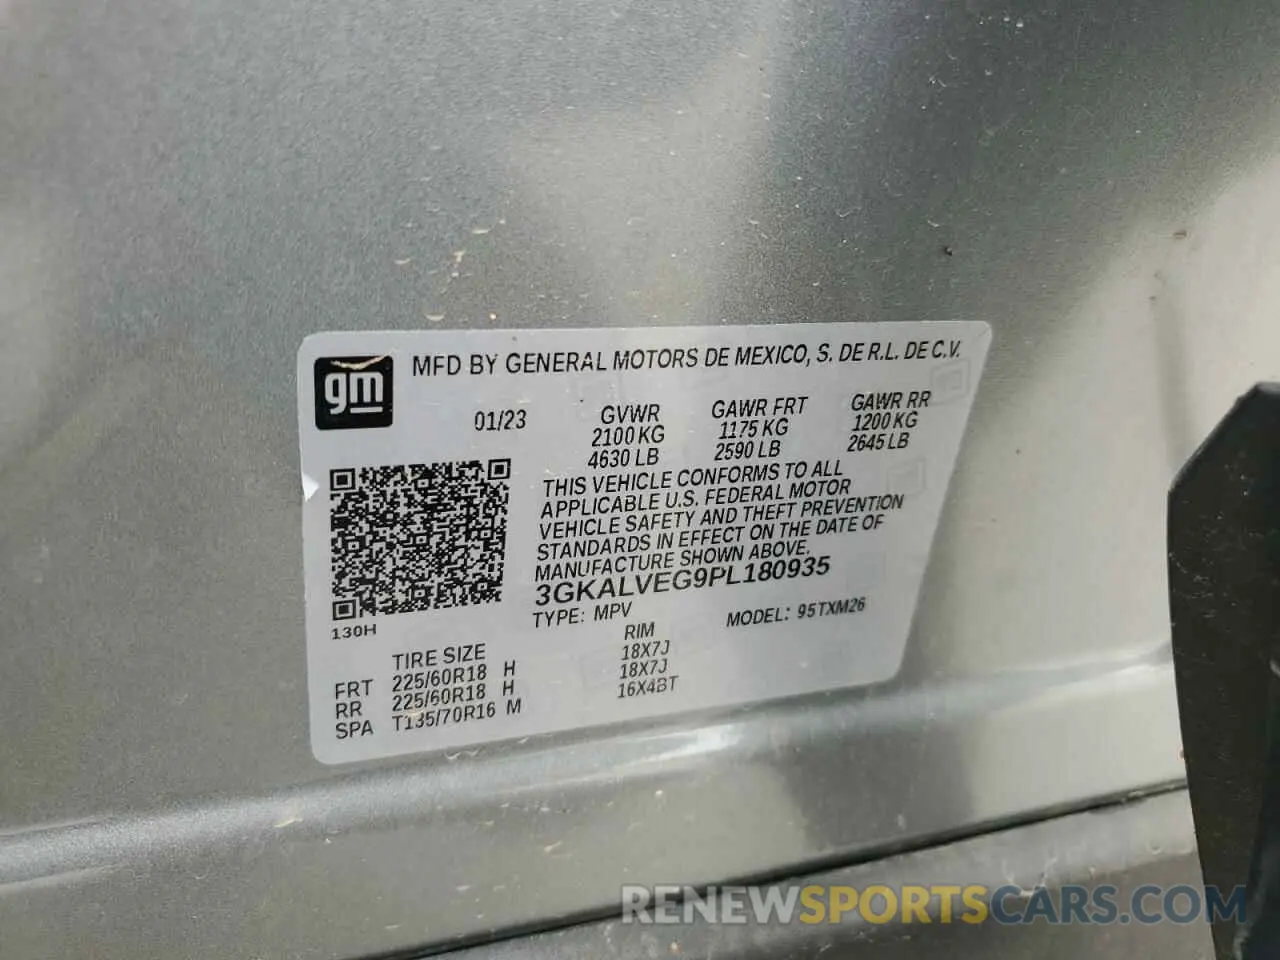 gm
MFD BY GENERAL MOTORS DE MEXICO, S. DE R.L. DE C.V.
01/23 GVWR GAWR FRT GAWR RR
2100 KG 1175 KG 1200 KG
4630 LB 2590 LB 2645 LB
THIS VEHICLE CONFORMS TO ALL
APPLICABLE U.S. FEDERAL MOTOR
VEHICLE SAFETY AND THEFT PREVENTION
STANDARDS IN EFFECT ON THE DATE OF
MANUFACTURE SHOWN ABOVE.
3GKALVEG9PL180935
TYPE: MPV MODEL: 95TXM26
130H
TIRE SIZE RIM
FRT 225/60R18 H 18X7J
RR 225/60R18 H 18X7J
SPA T135/70R16 M 16X4BT
RENEWSPORTSCARS.COM